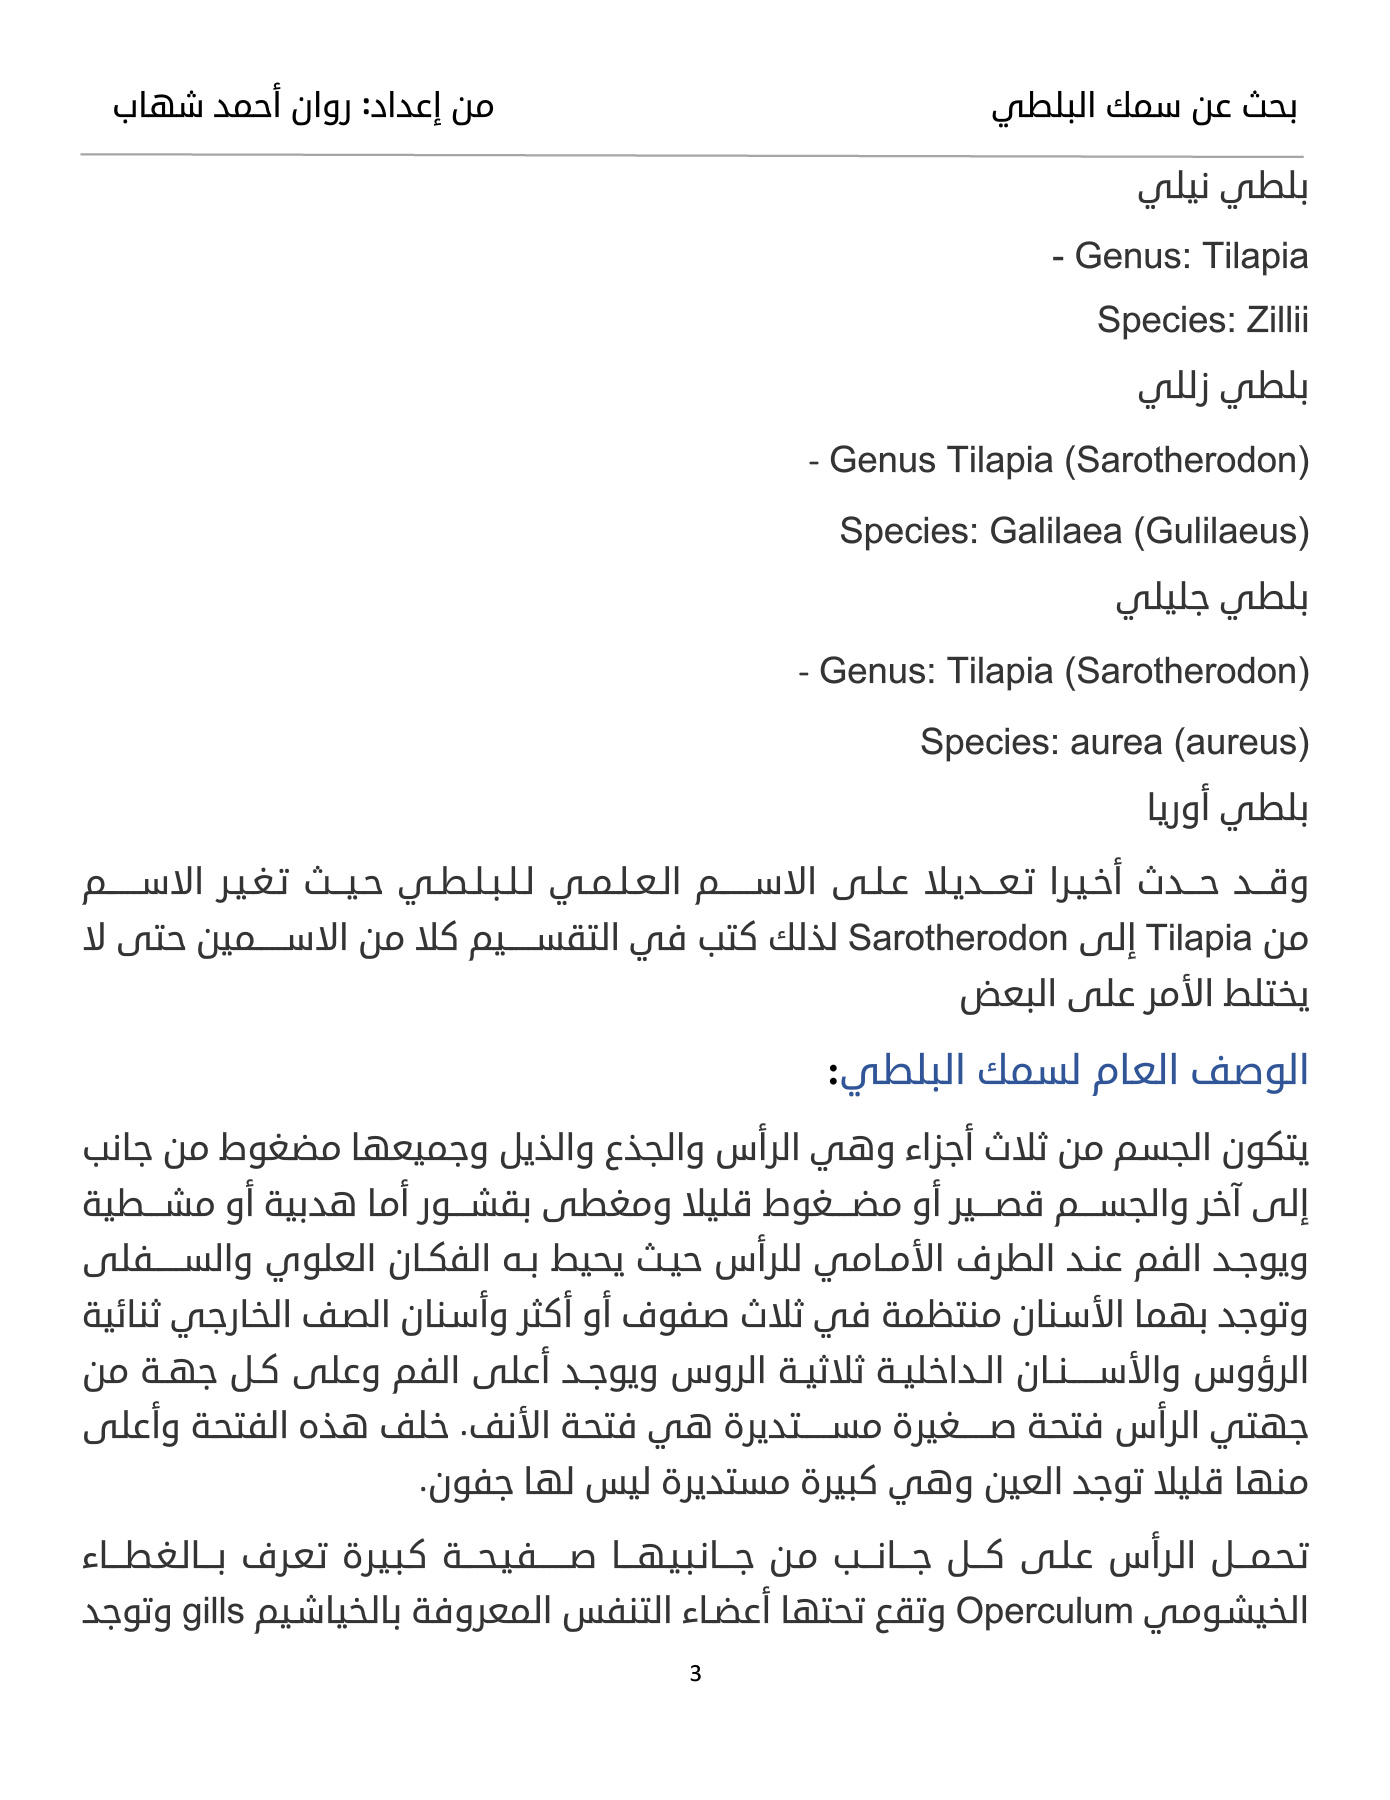 بحث عن سمك البلطي من إعداد: روان أحمد شهاب
بلطي نيلي
- Genus: Tilapia
Species: Zillii
بلطي زللي
- Genus Tilapia (Sarotherodon)
Species: Galilaea (Gulilaeus)
بلطي جليلي
- Genus: Tilapia (Sarotherodon)
Species: aurea (aureus)
بلطي أوريا
وقد حدث أخيرا تعديلا على الاسم العلمي للبلطي حيث تغير الاسم
من Tilapia إلى Sarotherodon لذلك كتب في التقسيم كلا من الاسمين حتى لا
يختلط الأمر على البعض
الوصف العام لسمك البلطي:
يتكون الجسم من ثلاث أجزاء وهي الرأس والجذع والذيل وجميعها مضغوط من جانب
إلى آخر والجسم قصير أو مضغوط قليلا ومغطى بقشور أما هدبية أو مشطية
ويوجد الفم عند الطرف الأمامي للرأس حيث يحيط به الفكان العلوي والسفلى
وتوجد بهما الأسنان منتظمة في ثلاث صفوف أو أكثر وأسنان الصف الخارجي ثنائية
الرؤوس والأسنان الداخلية ثلاثية الروس ويوجد أعلى الفم وعلى كل جهة من
جهتي الرأس فتحة صغيرة مستديرة هي فتحة الأنف. خلف هذه الفتحة وأعلى
منها قليلا توجد العين وهي كبيرة مستديرة ليس لها جفون.
تحمل الرأس على كل جانب من جانبيها صفيحة كبيرة تعرف بالغطاء
الخيشومي Operculum وتقع تحتها أعضاء التنفس المعروفة بالخياشيم gills وتوجد
3